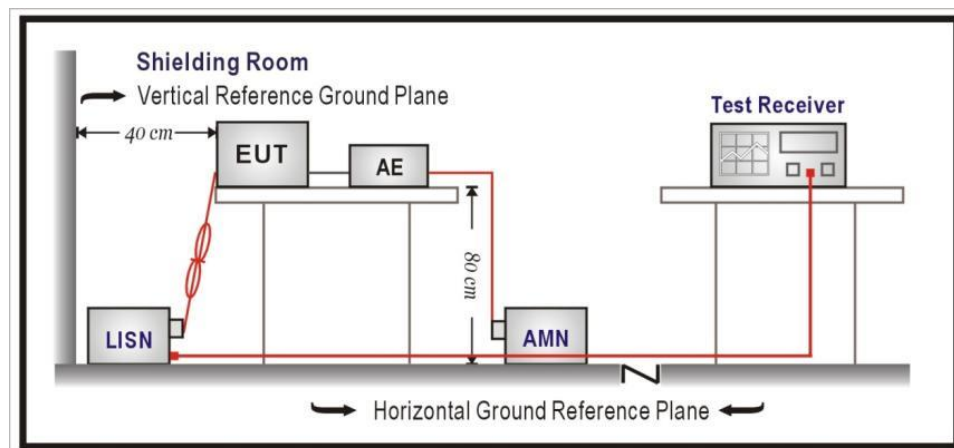 Shielding Room
Vertical Reference Ground Plane
40 cm
EUT
AE
Test Receiver
80 cm
LISN
AMN
Horizontal Ground Reference Plane